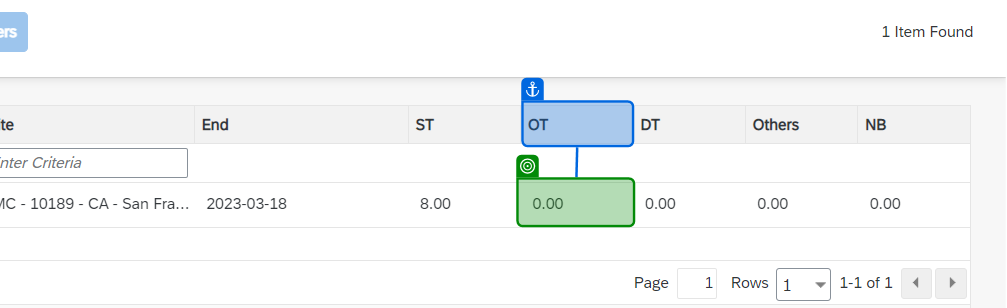 ers
1 Item Found
ite End ST OT DT Others NB
nter Criteria
MC - 10189 - CA - San Fra... 2023-03-18 8.00 0.00 0.00 0.00 0.00
Page 1 Rows 1 1-1 of 1